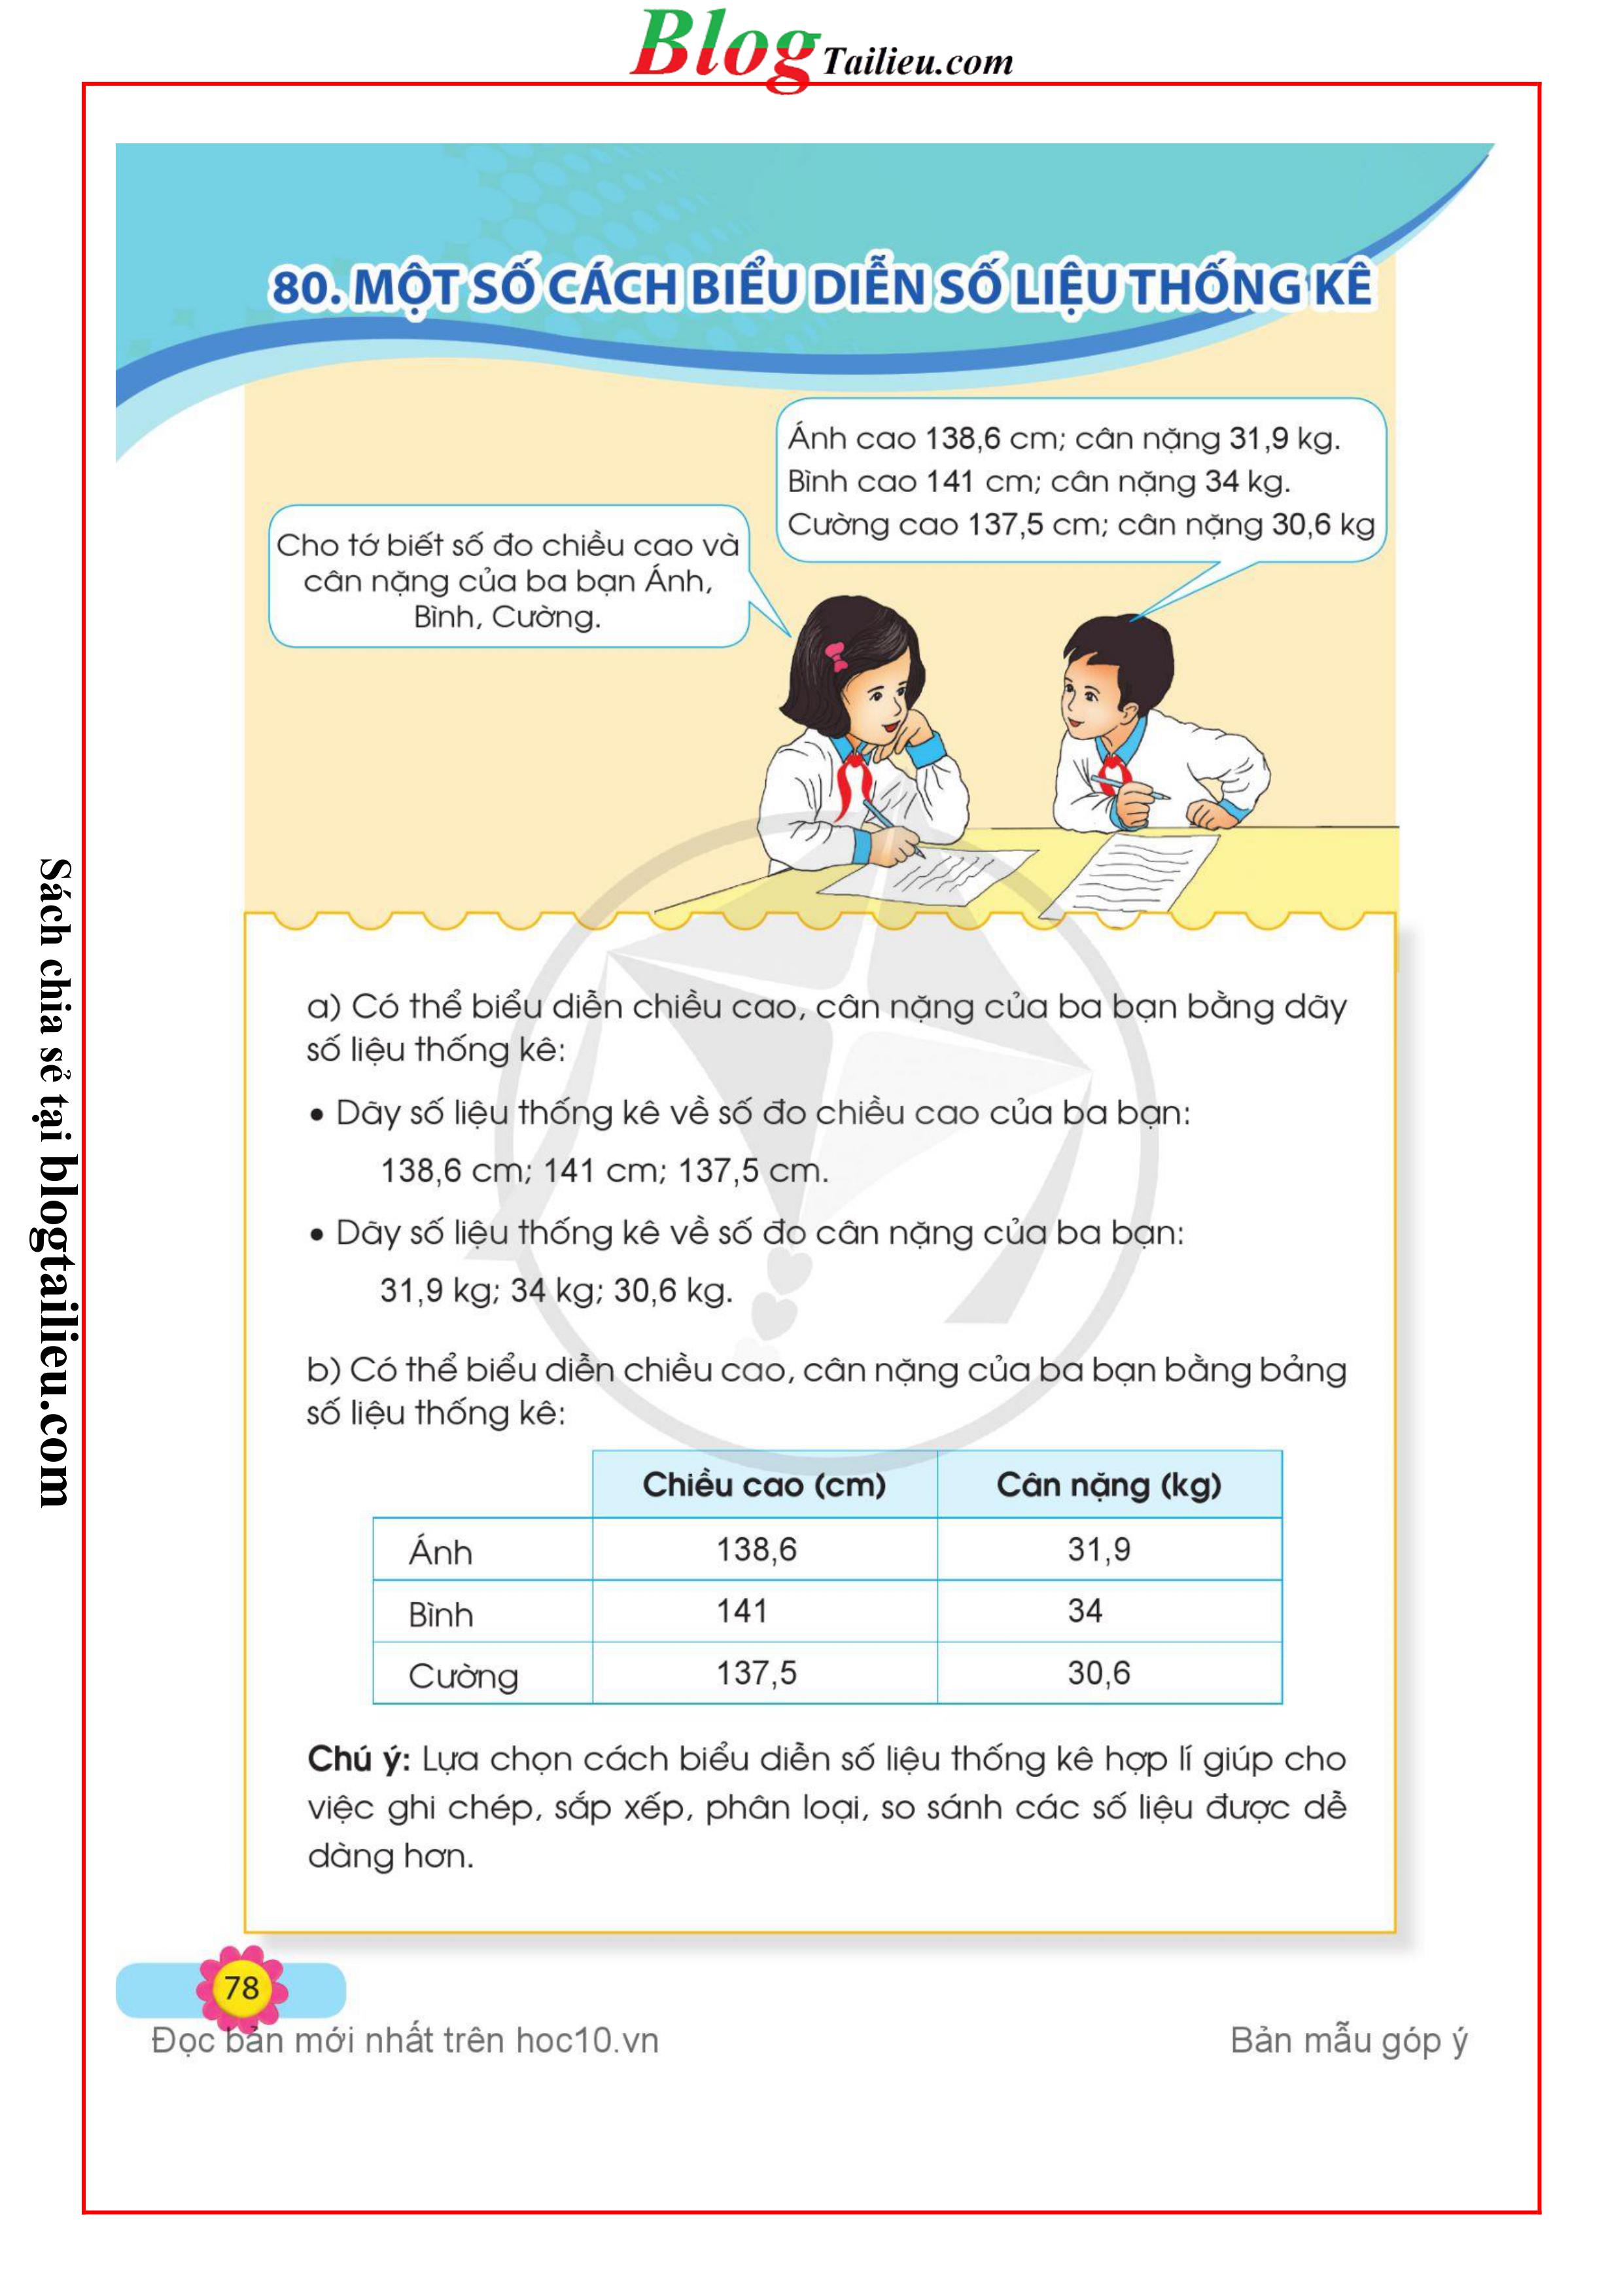 Blog Tailieu.com
80. MỘT SỐ CÁCH BIỂU DIỄN SỐ LIỆU THỐNG KÊ
Ánh cao 138,6 cm; cân nặng 31,9 kg.
Bình cao 141 cm; cân nặng 34 kg.
Cường cao 137,5 cm; cân nặng 30,6 kg
Cho tớ biết số đo chiều cao và
cân nặng của ba bạn Ánh,
Bình, Cường.
a) Có thể biểu diễn chiều cao, cân nặng của ba bạn bằng dãy
số liệu thống kê:
• Dãy số liệu thống kê về số đo chiều cao của ba bạn:
138,6 cm; 141 cm; 137,5 cm.
• Dãy số liệu thống kê về số đo cân nặng của ba bạn:
31,9 kg; 34 kg; 30,6 kg.
b) Có thể biểu diễn chiều cao, cân nặng của ba bạn bằng bảng
số liệu thống kê:
Chiều cao (cm) Cân nặng (kg)
Ánh 138,6 31,9
Bình 141 34
Cường 137,5 30,6
Chú ý: Lựa chọn cách biểu diễn số liệu thống kê hợp lí giúp cho
việc ghi chép, sắp xếp, phân loại, so sánh các số liệu được dễ
dàng hơn.
78
Đọc bản mới nhất trên hoc10.vn
Bản mẫu góp ý
Sách chia sẻ tại blogtailieu.com